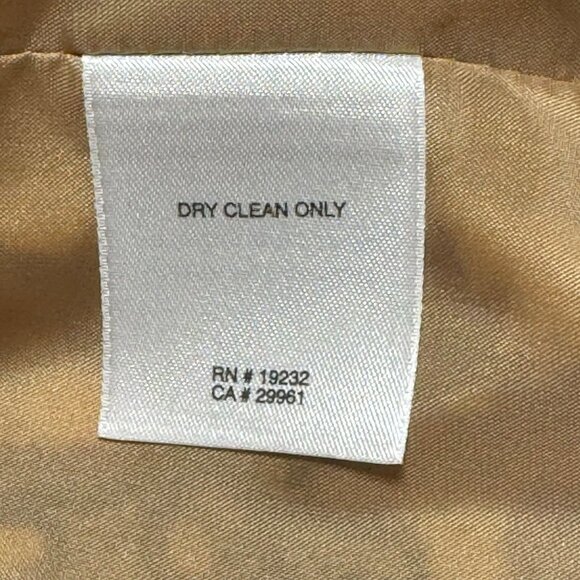 DRY CLEAN ONLY
RN # 19232
CA # 29961